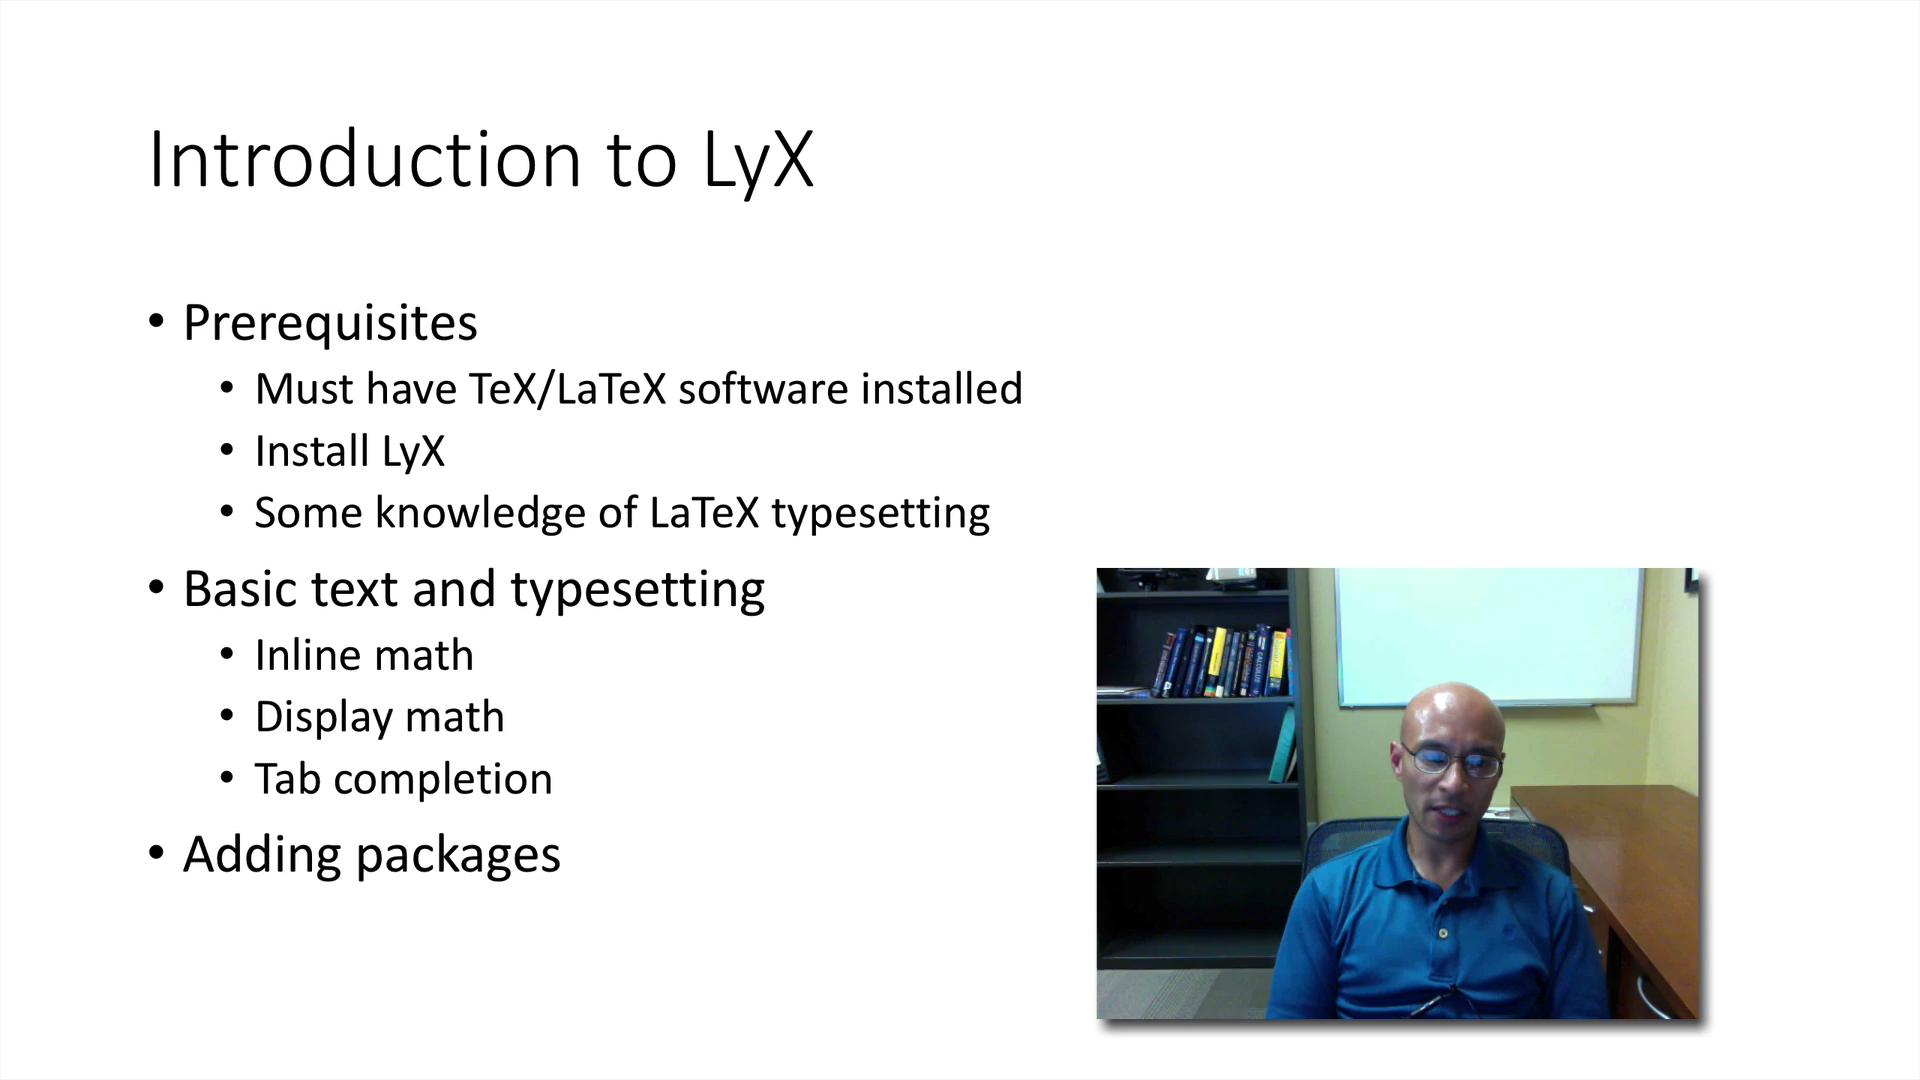 Introduction to LyX
• Prerequisites
• Must have TeX/LaTeX software installed
• Install LyX
• Some knowledge of LaTeX typesetting
• Basic text and typesetting
• Inline math
• Display math
• Tab completion
• Adding packages
CALCULUS